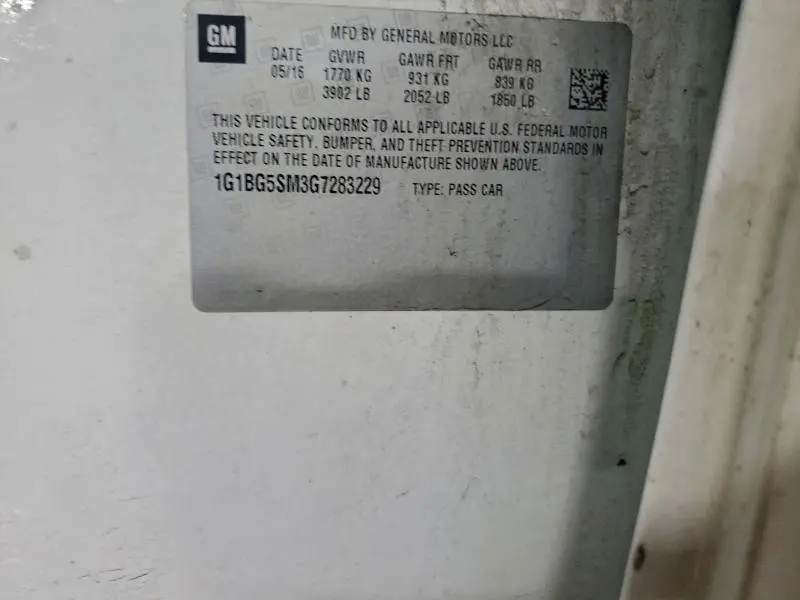 GM
MFD BY GENERAL MOTORS LLC
DATE GVWR GAWR FRT GAWR RR
05/16 1770 KG 931 KG 839 KG
3902 LB 2052 LB 1850 LB
THIS VEHICLE CONFORMS TO ALL APPLICABLE U.S. FEDERAL MOTOR
VEHICLE SAFETY, BUMPER, AND THEFT PREVENTION STANDARDS IN
EFFECT ON THE DATE OF MANUFACTURE SHOWN ABOVE.
1G1BG5SM3G7283229 TYPE: PASS CAR